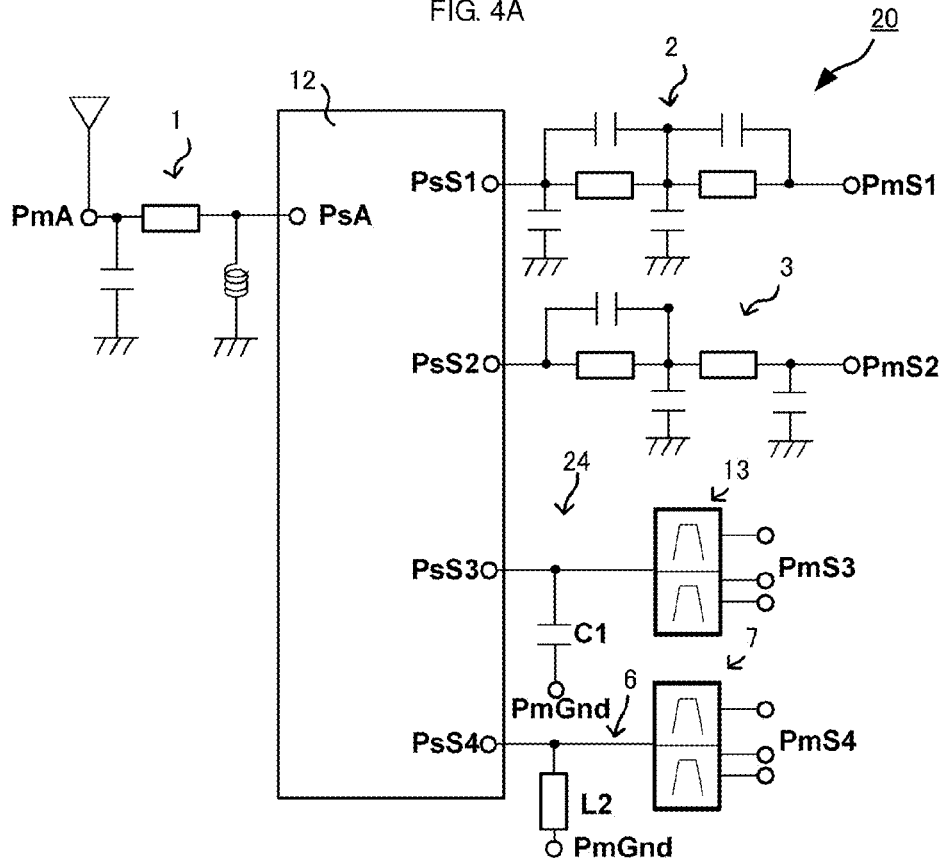 FIG. 4A
20
2
12
1
PsS1
PmS1
PmA
PsA
3
PsS2
PmS2
24
13
PsS3
PmS3
C1
7
PmGnd
6
PsS4
PmS4
L2
PmGnd